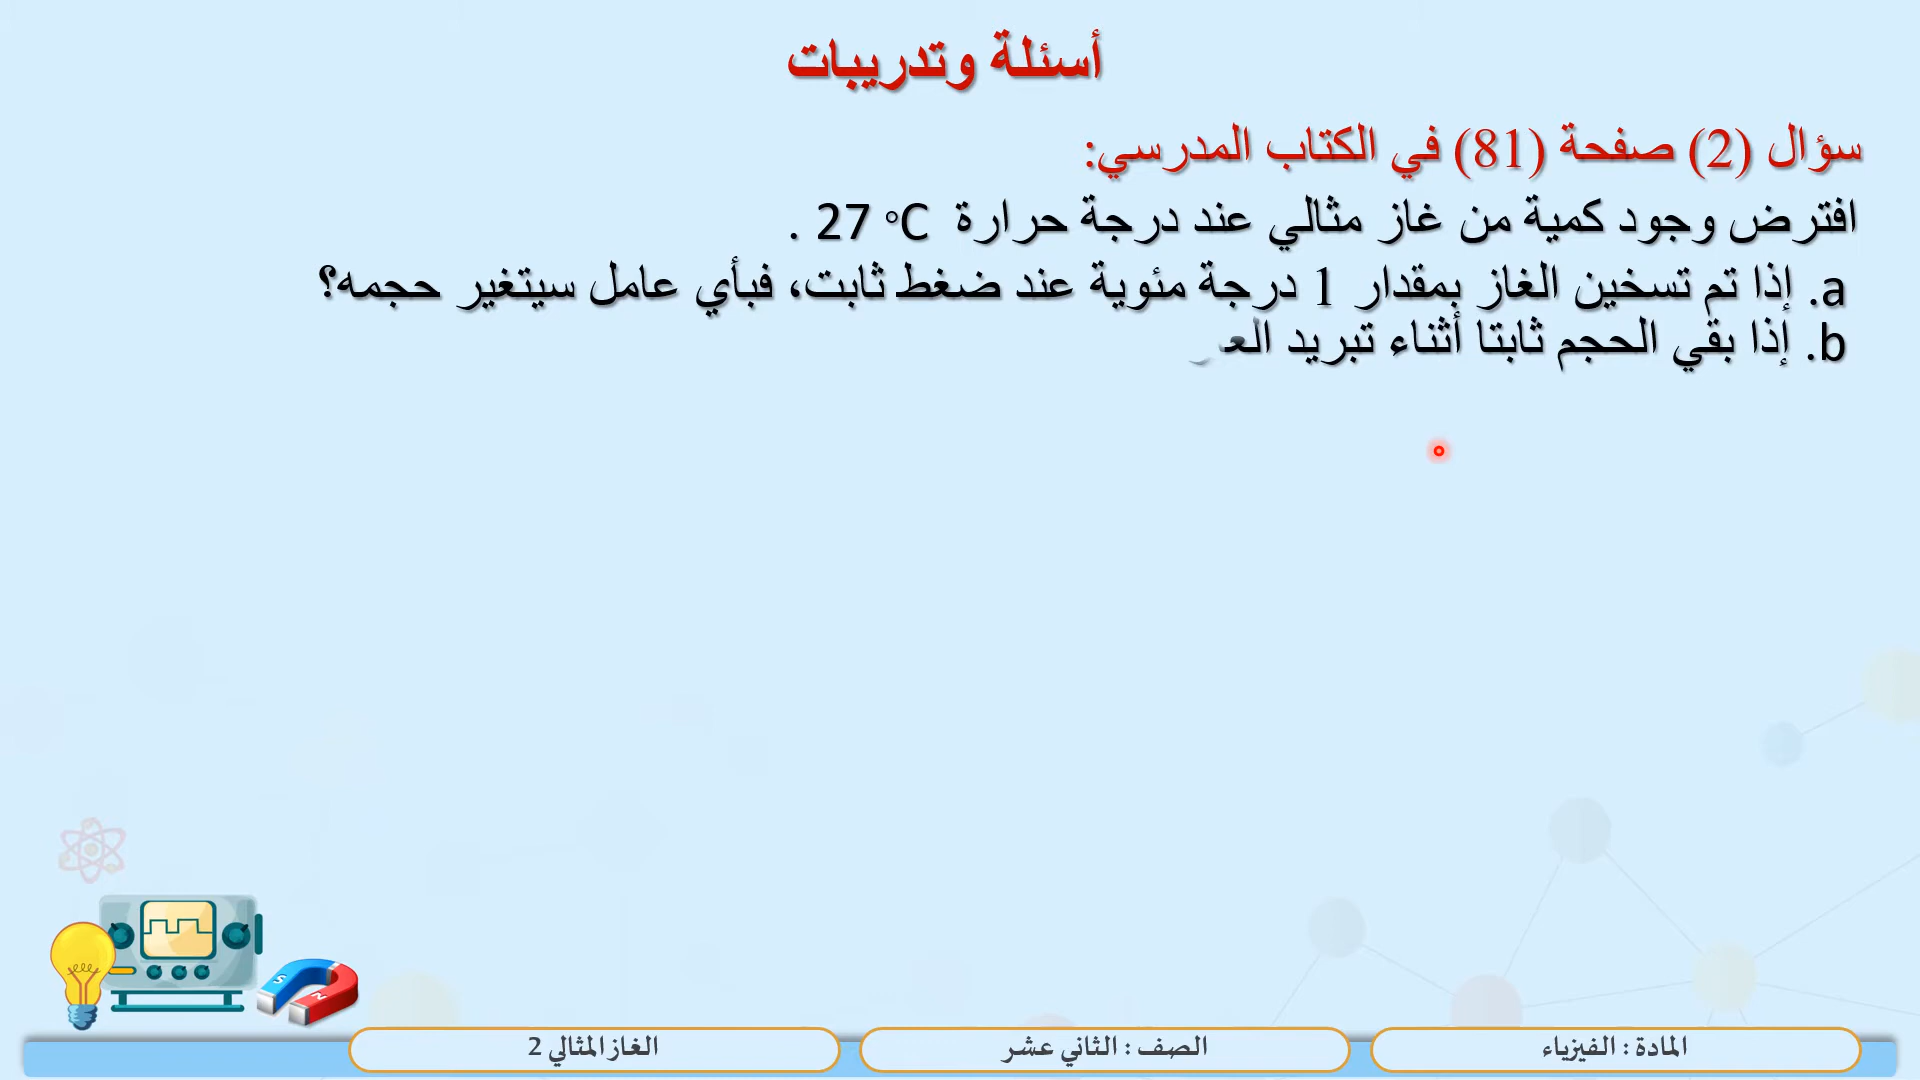 أسئلة وتدريبات
سؤال (2) صفحة (81) في الكتاب المدرسي:
افترض وجود كمية من غاز مثالي عند درجة حرارة 27 °C .
a. إذا تم تسخين الغاز بمقدار 1 درجة مئوية عند ضغط ثابت، فبأي عامل سيتغير حجمه؟
b. إذا بقي الحجم ثابتا أثناء تبريد
المادة : الفيزياء
الصف : الثاني عشر
الغاز المثالي 2
S
N